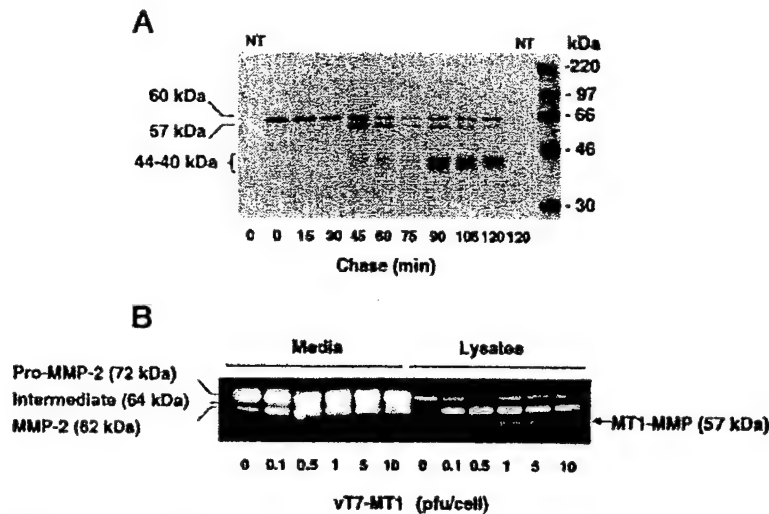 A
NT NT kDa
-220
60 kDa
- 97
- 66
57 kDa
- 46
44-40 kDa
- 30
0 0 15 30 45 60 75 90 105 120 120
Chase (min)
B
Media Lysates
Pro-MMP-2 (72 kDa)
Intermediate (64 kDa)
MMP-2 (62 kDa)
MT1-MMP (57 kDa)
0 0.1 0.5 1 5 10 0 0.1 0.5 1 5 10
vT7-MT1 (pfu/cell)